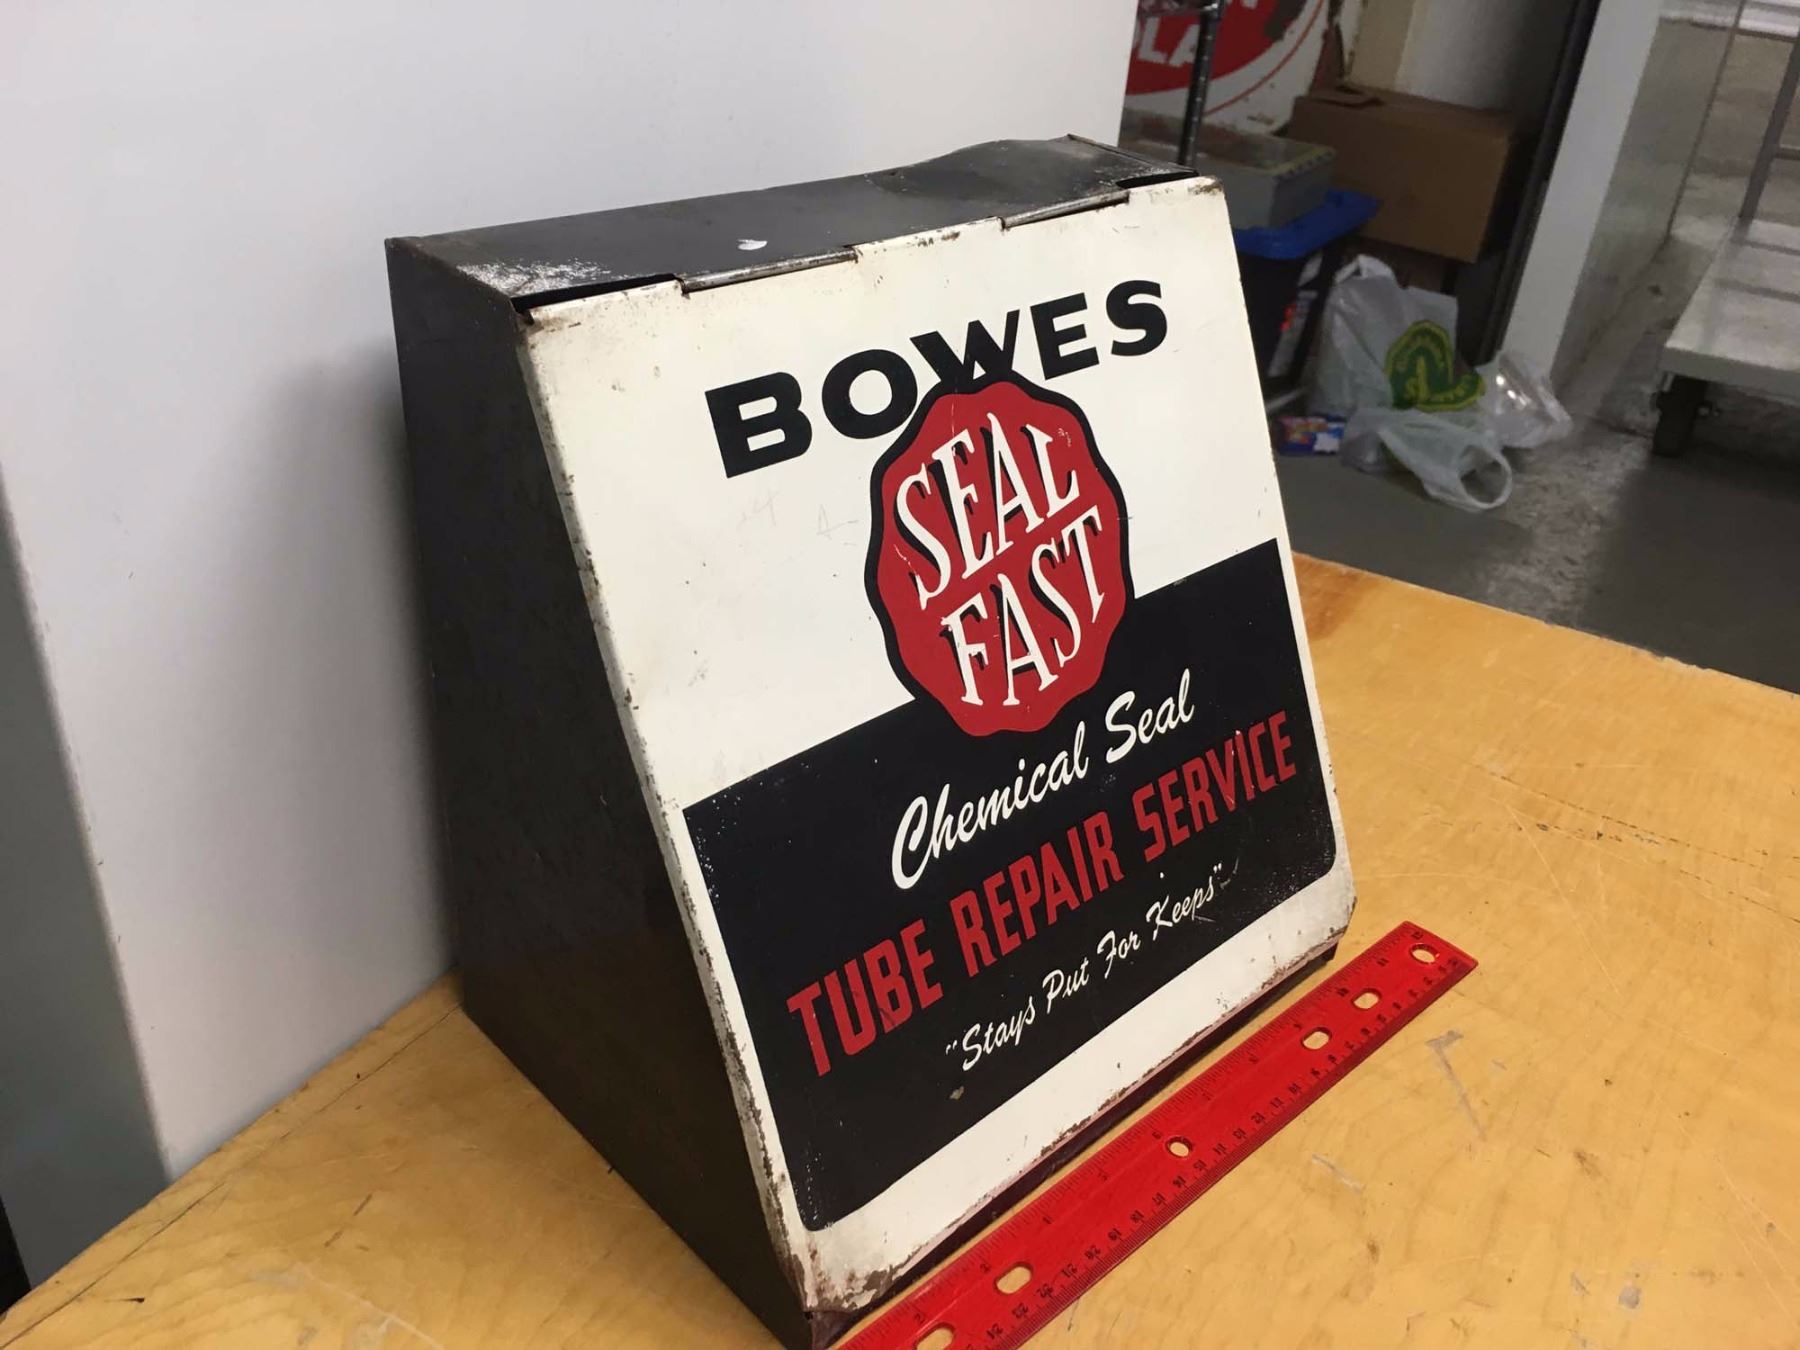 BOWES
SEAL
FAST
Chemical Seal
TUBE REPAIR SERVICE
"Stays Put For Keeps"